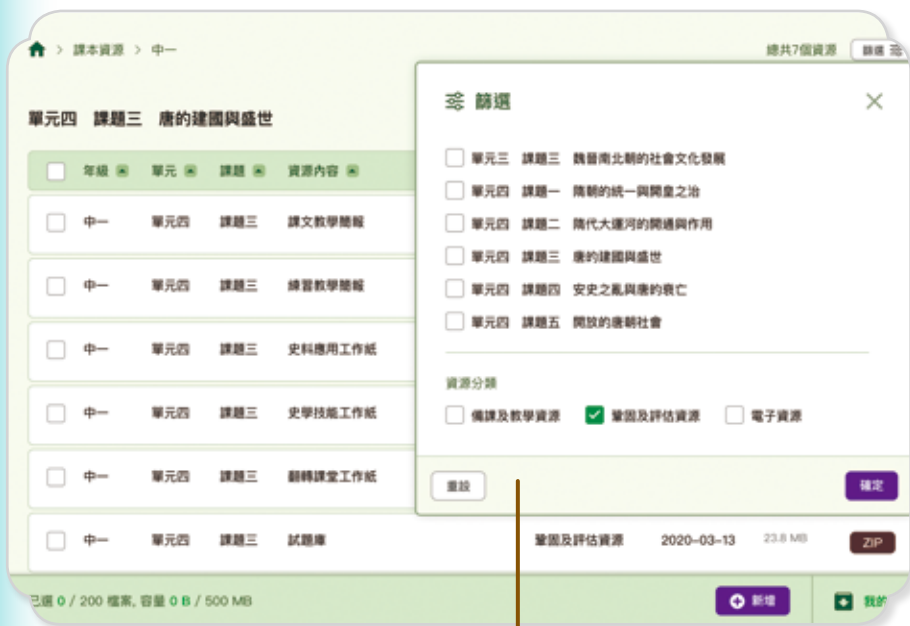 > 課本資源 > 中一
總共7個資源 篩選
單元四 課題三 唐的建國與盛世
年級 單元 課題 資源內容
中一 單元四 課題三 課文教學簡報
中一 單元四 課題三 練習教學簡報
中一 單元四 課題三 史料應用工作紙
中一 單元四 課題三 史學技能工作紙
中一 單元四 課題三 翻轉課堂工作紙
中一 單元四 課題三 試題庫 鞏固及評估資源 2020-03-13 23.8 MB ZIP
篩選
單元三 課題三 魏晉南北朝的社會文化發展
單元四 課題一 隋朝的統一與開皇之治
單元四 課題二 隋代大運河的開通與作用
單元四 課題三 唐的建國與盛世
單元四 課題四 安史之亂與唐的衰亡
單元四 課題五 開放的唐朝社會
資源分類
備課及教學資源 鞏固及評估資源 電子資源
重設 確定
已選 0 / 200 檔案, 容量 0 B / 500 MB 新增 我的